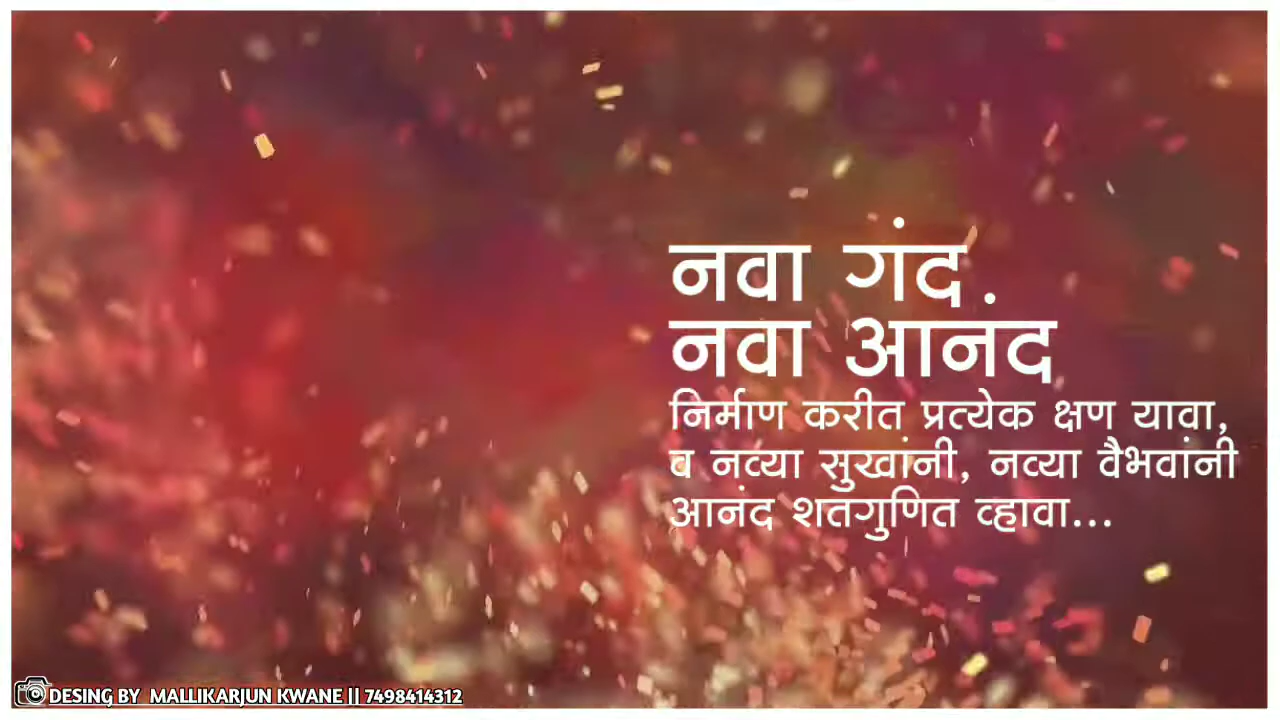 नवा गंद.
नवा आनंद
निर्माण करीत प्रत्येक क्षण यावा,
व नव्या सुखांनी, नव्या वैभवांनी
आनंद शतगुणित व्हावा...
DESING BY MALLIKARJUN KWANE || 7498414312